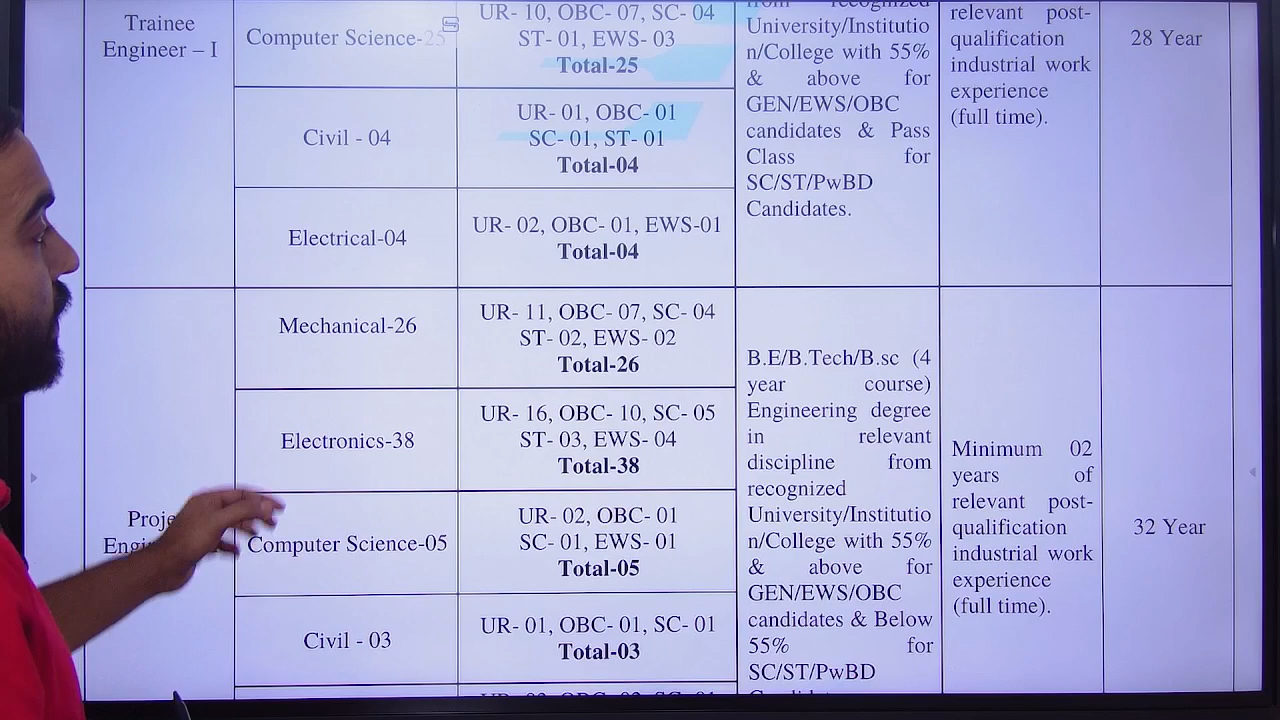 Trainee
Engineer – I
Computer Science-25
UR- 10, OBC- 07, SC- 04
ST- 01, EWS- 03
Total-25
from recognized
University/Institutio
n/College with 55%
& above for
GEN/EWS/OBC
candidates & Pass
Class for
SC/ST/PwBD
Candidates.
relevant post-
qualification
industrial work
experience
(full time).
28 Year
Civil - 04
UR- 01, OBC- 01
SC- 01, ST- 01
Total-04
Electrical-04
UR- 02, OBC- 01, EWS-01
Total-04
Mechanical-26
UR- 11, OBC- 07, SC- 04
ST- 02, EWS- 02
Total-26
Electronics-38
UR- 16, OBC- 10, SC- 05
ST- 03, EWS- 04
Total-38
Computer Science-05
UR- 02, OBC- 01
SC- 01, EWS- 01
Total-05
Civil - 03
UR- 01, OBC- 01, SC- 01
Total-03
B.E/B.Tech/B.sc (4
year course)
Engineering degree
in relevant
discipline from
recognized
University/Institutio
n/College with 55%
& above for
GEN/EWS/OBC
candidates & Below
55% for
SC/ST/PwBD
Minimum 02
years of
relevant post-
qualification
industrial work
experience
(full time).
32 Year